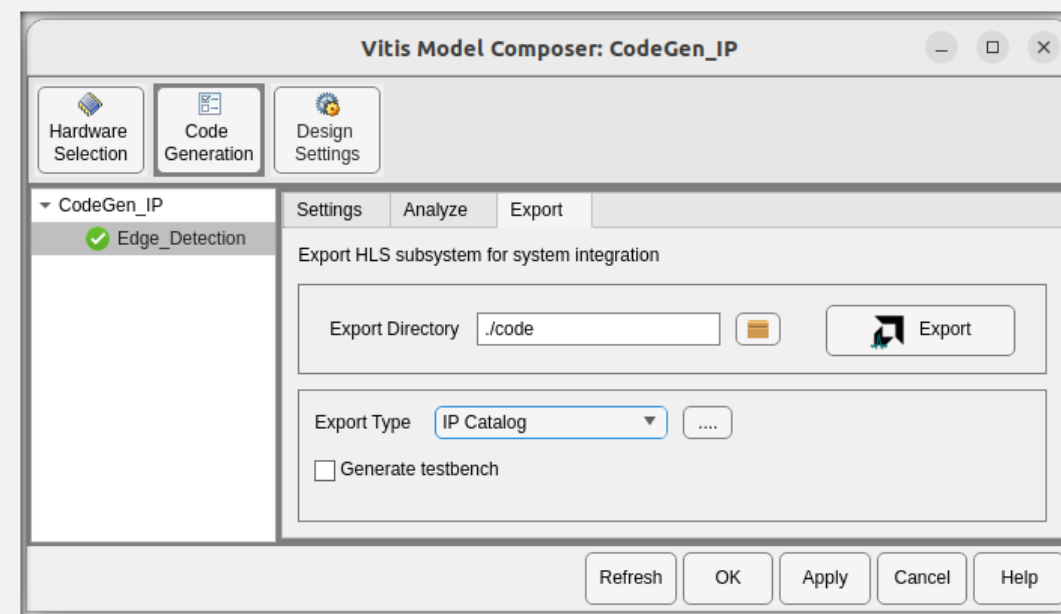 Vitis Model Composer: CodeGen_IP
Hardware
Selection
Code
Generation
Design
Settings
CodeGen_IP
Edge_Detection
Settings Analyze Export
Export HLS subsystem for system integration
Export Directory ./code Export
Export Type IP Catalog ....
Generate testbench
Refresh OK Apply Cancel Help